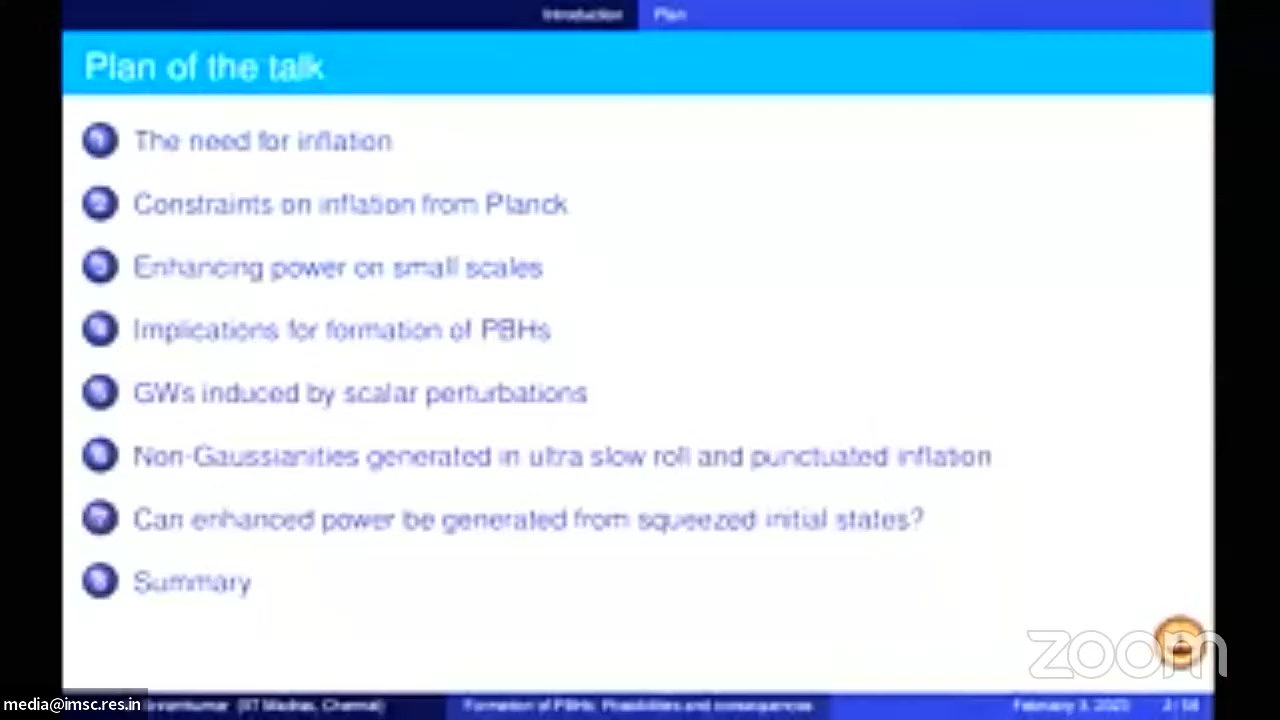 Introduction Plan
Plan of the talk
1 The need for inflation
2 Constraints on inflation from Planck
3 Enhancing power on small scales
4 Implications for formation of PBHs
5 GWs induced by scalar perturbations
6 Non-Gaussianities generated in ultra slow roll and punctuated inflation
7 Can enhanced power be generated from squeezed initial states?
8 Summary
zoom
media@imsc.res.in (IIT Madras, Chennai) Formation of PBHs: Possibilities and consequences February 3,